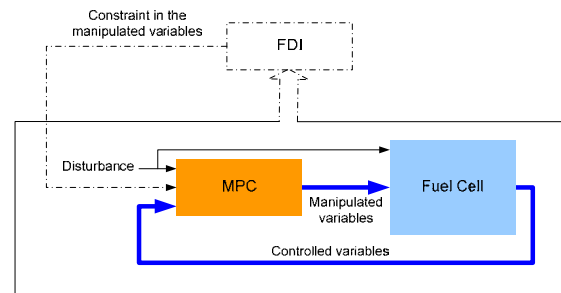 Constraint in the
manipulated variables
FDI
Disturbance
MPC
Fuel Cell
Manipulated
variables
Controlled variables